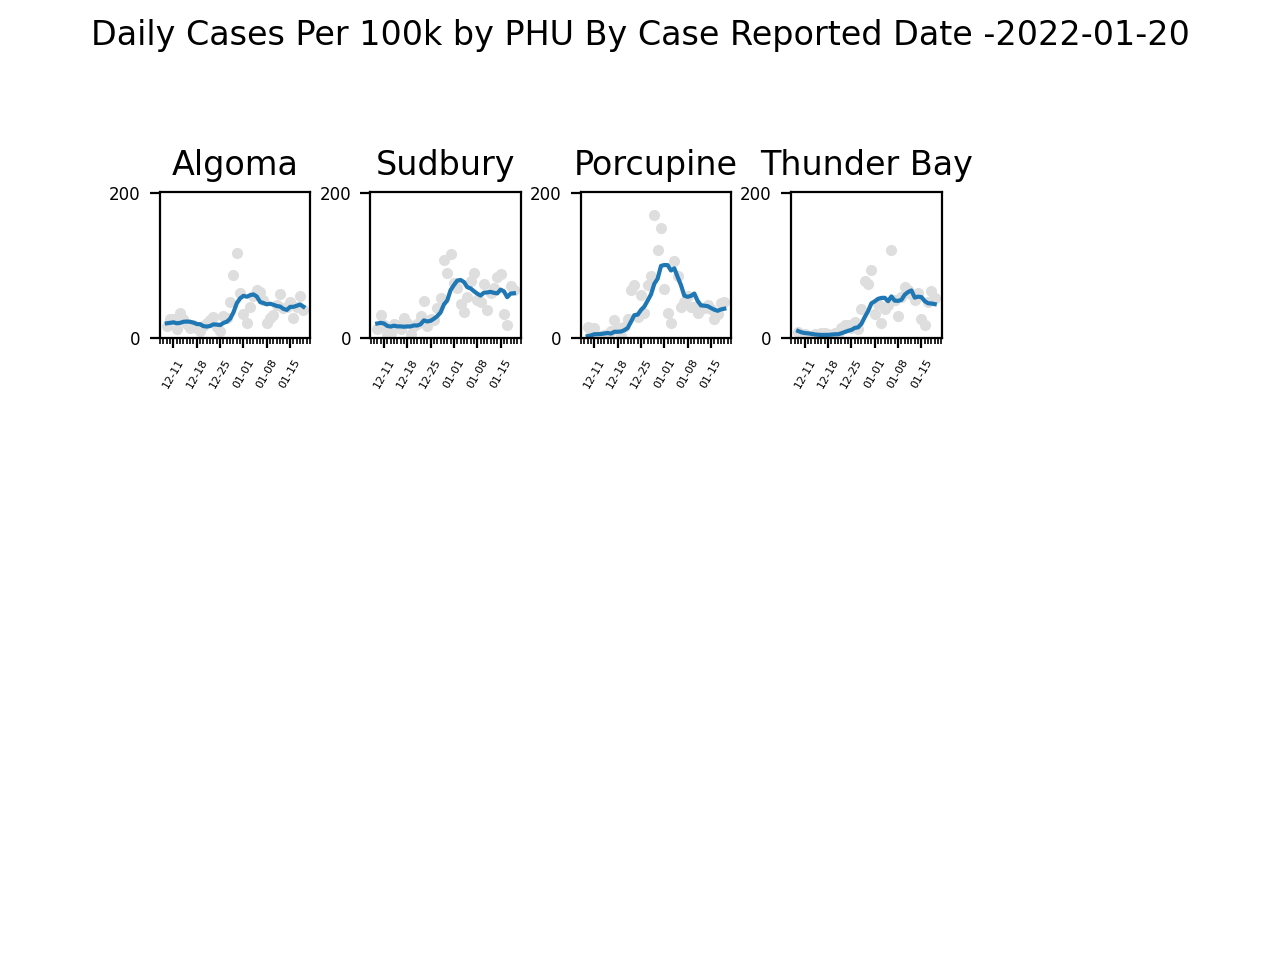 Daily Cases Per 100k by PHU By Case Reported Date -2022-01-20
Algoma Sudbury Porcupine Thunder Bay
200 200 200 200
0 0 0 0
12-11 12-18 12-25 01-01 01-08 01-15 12-11 12-18 12-25 01-01 01-08 01-15 12-11 12-18 12-25 01-01 01-08 01-15 12-11 12-18 12-25 01-01 01-08 01-15